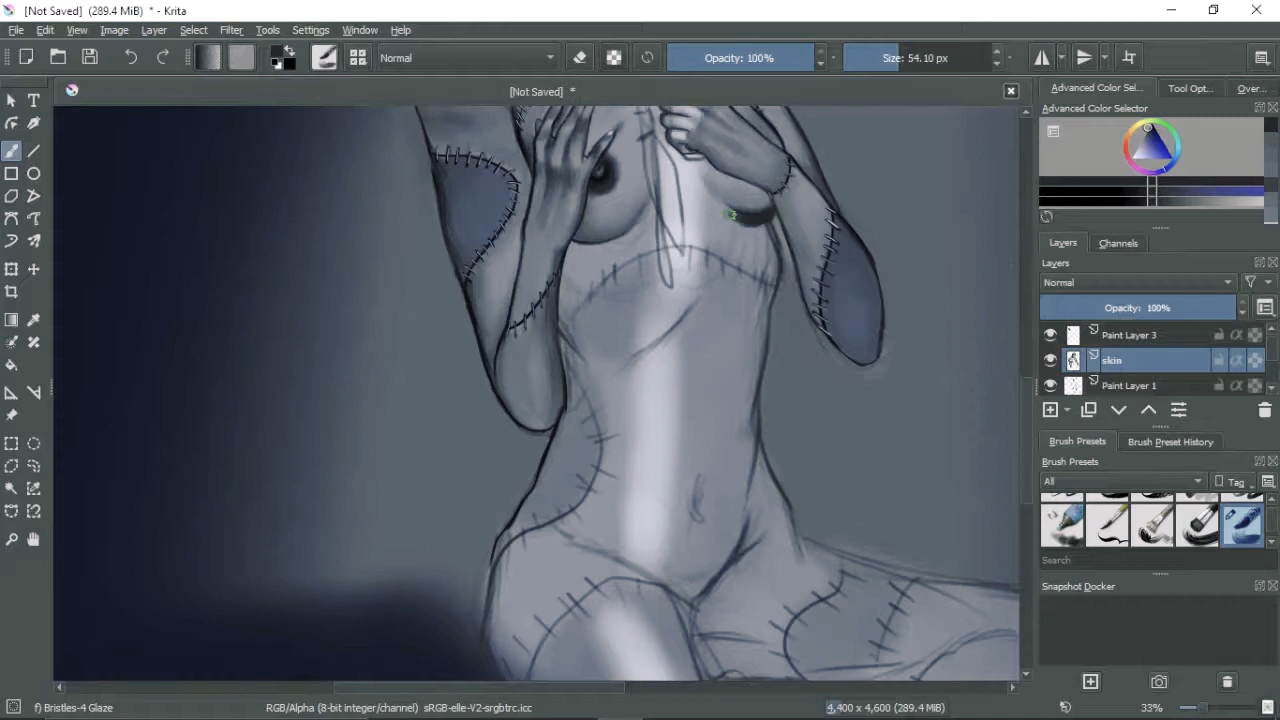 [Not Saved] (289.4 MiB) * - Krita
File Edit View Image Layer Select Filter Tools Settings Window Help
Normal Opacity: 100% Size: 54.10 px
[Not Saved] *
Advanced Color Sel... Tool Opt... Over...
Advanced Color Selector
Layers Channels
Layers
Normal
Opacity: 100%
Paint Layer 3
skin
Paint Layer 1
Brush Presets Brush Preset History
Brush Presets
All Tag
Search
Snapshot Docker
f) Bristles-4 Glaze RGB/Alpha (8-bit integer/channel) sRGB-elle-V2-srgbtrc.icc 4,400 x 4,600 (289.4 MiB) 33%